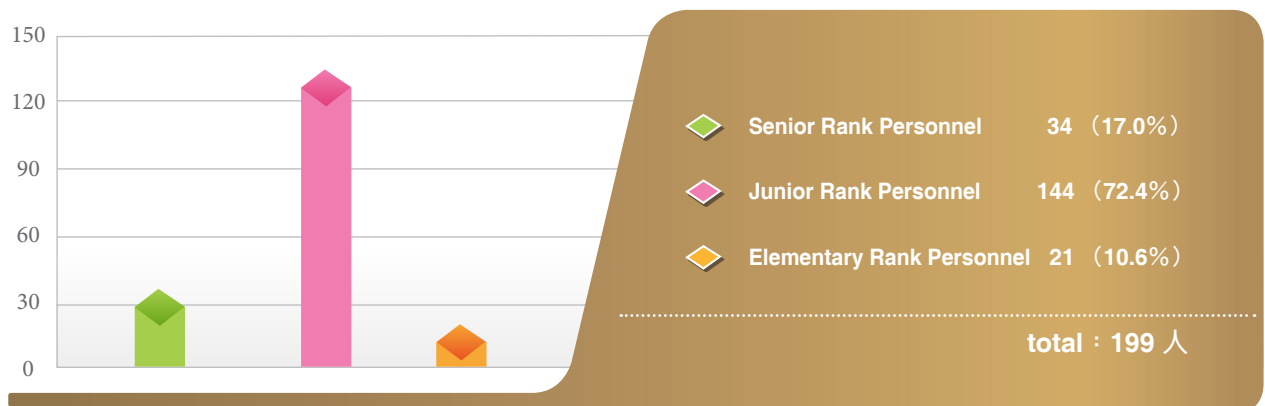 150
120
90
60
30
0
Senior Rank Personnel 34 （17.0%）
Junior Rank Personnel 144 （72.4%）
Elementary Rank Personnel 21 （10.6%）
total：199 人